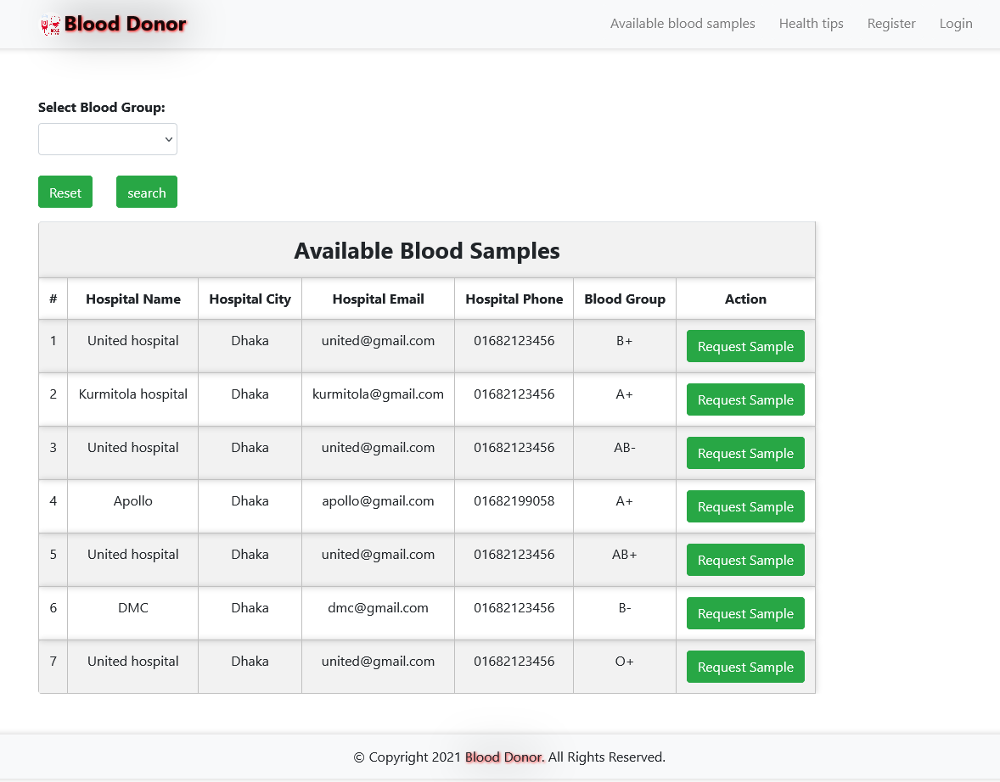 Blood Donor Available blood samples Health tips Register Login
Select Blood Group:
Reset search
Available Blood Samples
# Hospital Name Hospital City Hospital Email Hospital Phone Blood Group Action
1 United hospital Dhaka united@gmail.com 01682123456 B+ Request Sample
2 Kurmitola hospital Dhaka kurmitola@gmail.com 01682123456 A+ Request Sample
3 United hospital Dhaka united@gmail.com 01682123456 AB- Request Sample
4 Apollo Dhaka apollo@gmail.com 01682199058 A+ Request Sample
5 United hospital Dhaka united@gmail.com 01682123456 AB+ Request Sample
6 DMC Dhaka dmc@gmail.com 01682123456 B- Request Sample
7 United hospital Dhaka united@gmail.com 01682123456 O+ Request Sample
© Copyright 2021 Blood Donor. All Rights Reserved.